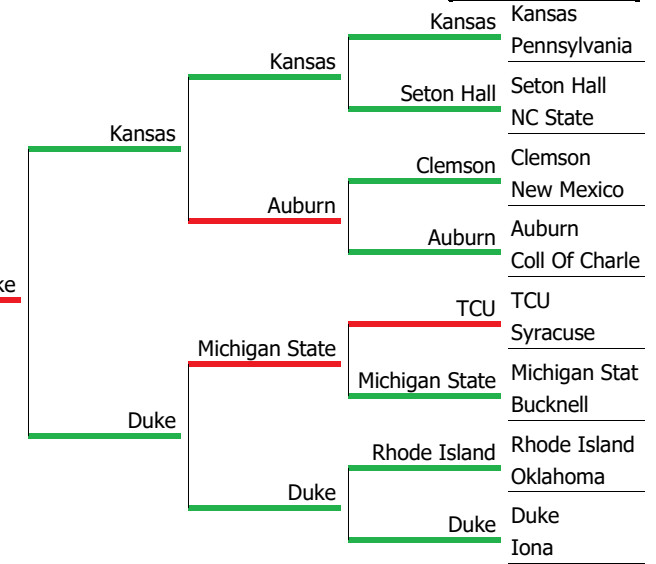 Kansas
Kansas
Pennsylvania
Kansas
Seton Hall
Seton Hall
NC State
Kansas
Clemson
Clemson
New Mexico
Auburn
Auburn
Auburn
Coll Of Charle
ke
TCU
TCU
Syracuse
Michigan State
Michigan State
Michigan Stat
Bucknell
Duke
Rhode Island
Rhode Island
Oklahoma
Duke
Duke
Duke
Iona